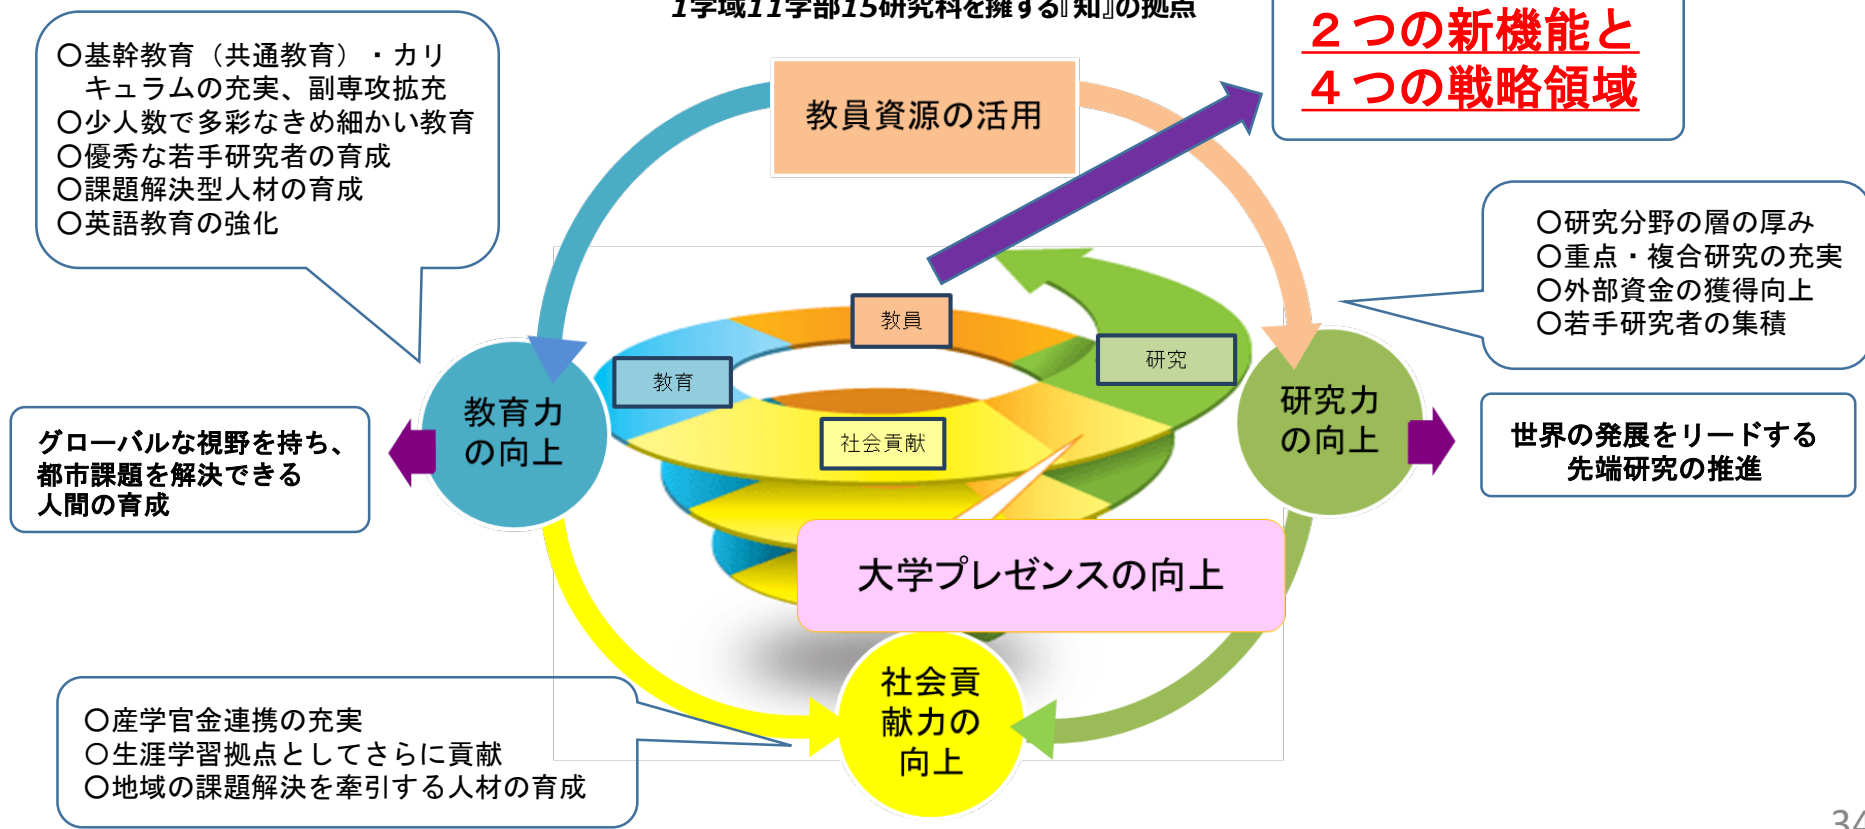 1学域11学部15研究科を擁する『知』の拠点
２つの新機能と
４つの戦略領域
〇基幹教育（共通教育）・カリ
キュラムの充実、副専攻拡充
〇少人数で多彩なきめ細かい教育
〇優秀な若手研究者の育成
〇課題解決型人材の育成
〇英語教育の強化
教員資源の活用
〇研究分野の層の厚み
〇重点・複合研究の充実
〇外部資金の獲得向上
〇若手研究者の集積
教員
研究
教育
社会貢献
教育力
の向上
研究力
の向上
グローバルな視野を持ち、
都市課題を解決できる
人間の育成
世界の発展をリードする
先端研究の推進
大学プレゼンスの向上
社会貢
献力の
向上
〇産学官金連携の充実
〇生涯学習拠点としてさらに貢献
〇地域の課題解決を牽引する人材の育成
34